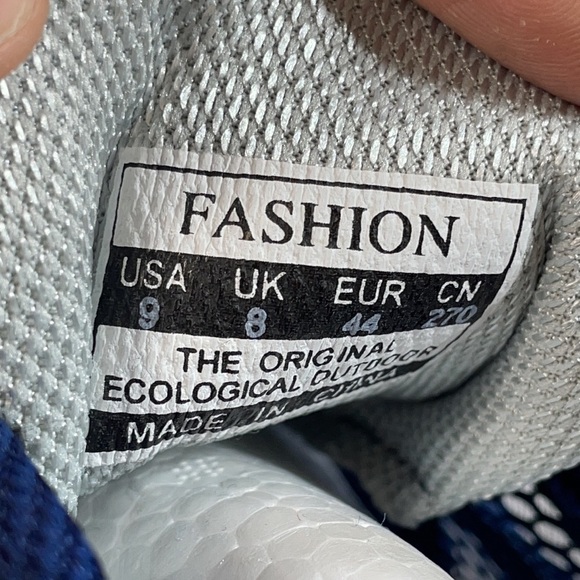 FASHION
USA UK EUR CN
9 8 44 270
THE ORIGINAL
ECOLOGICAL OUTDOOR
MADE IN CHINA